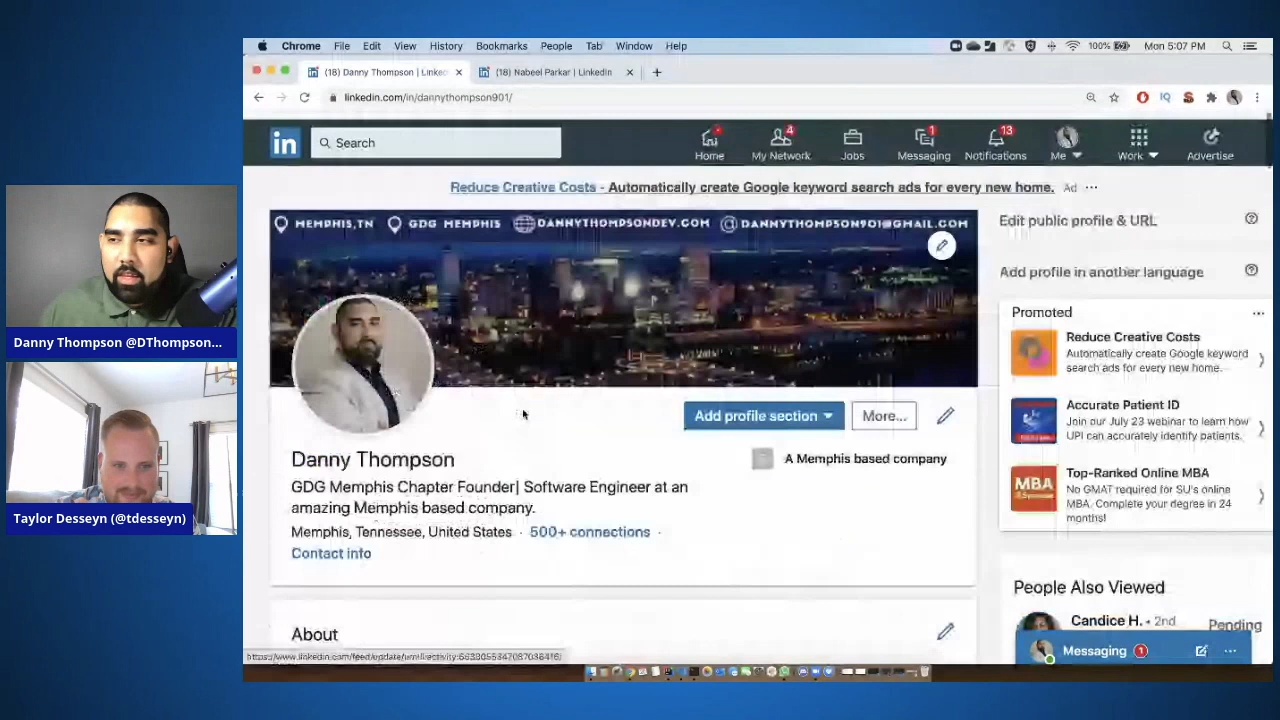 Chrome File Edit View History Bookmarks People Tab Window Help 100% Mon 5:07 PM
(18) Danny Thompson | Linked
(18) Nabeel Parkar | LinkedIn
linkedin.com/in/dannythompson901/
in Search
4
1
13
Home My Network Jobs Messaging Notifications Me Work Advertise
Reduce Creative Costs - Automatically create Google keyword search ads for every new home. Ad ...
MEMPHIS,TN GDG MEMPHIS DANNYTHOMPSONDEV.COM @DANNYTHOMPSON901@GMAIL.COM
Add profile section More...
Danny Thompson
A Memphis based company
GDG Memphis Chapter Founder| Software Engineer at an
amazing Memphis based company.
Memphis, Tennessee, United States · 500+ connections ·
Contact info
About
Edit public profile & URL
Add profile in another language
Promoted
Reduce Creative Costs
Automatically create Google keyword
search ads for every new home.
Accurate Patient ID
Join our July 23 webinar to learn how
UPI can accurately identify patients.
MBA
Top-Ranked Online MBA
No GMAT required for SU's online
MBA. Complete your degree in 24
months!
People Also Viewed
Candice H. • 2nd
Pending
Messaging 1 ...
Danny Thompson @DThompson...
Taylor Desseyn (@tdesseyn)